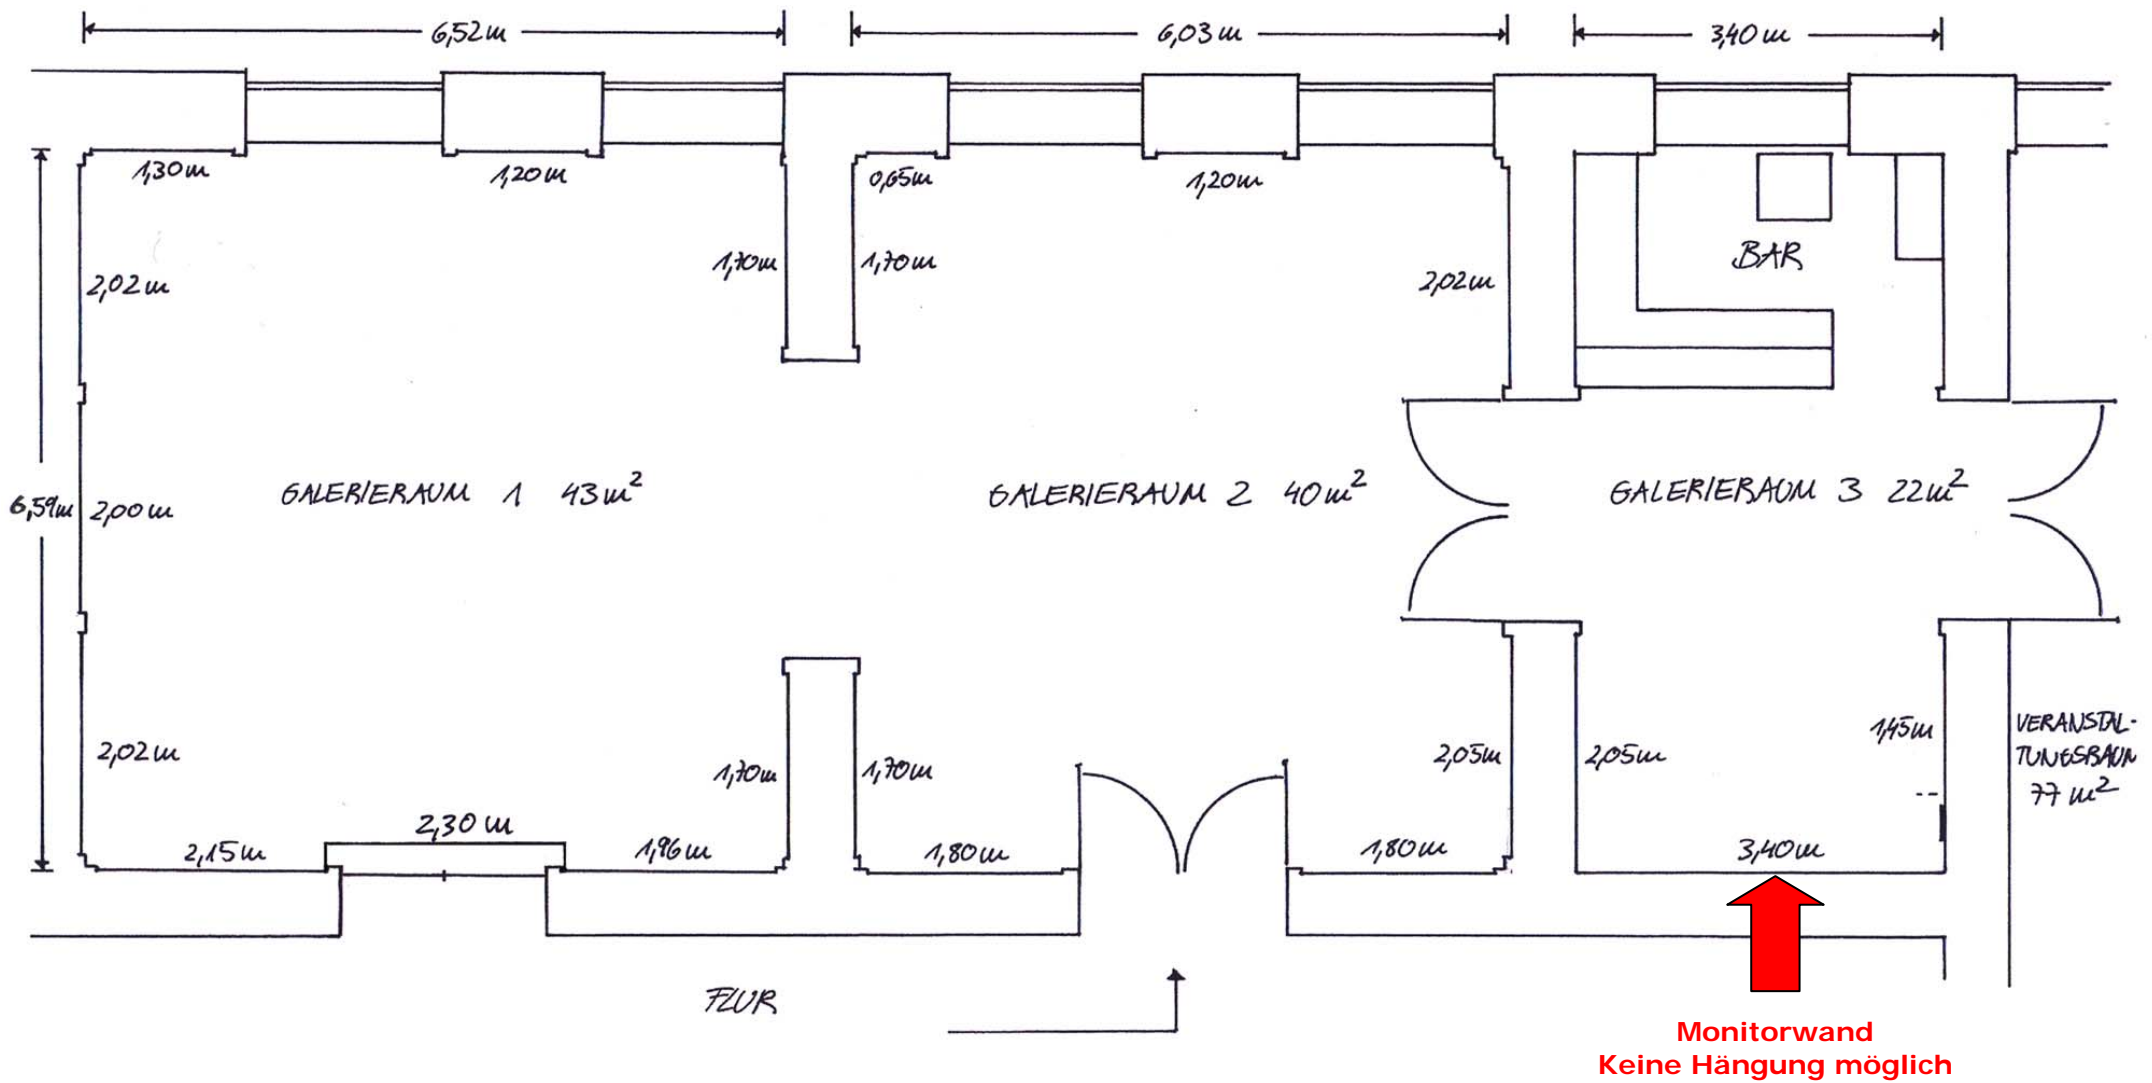 6,52m
6,03m
3,40m
1,30m
1,20m
0,65m
1,20m
1,70m
1,70m
BAR
2,02m
2,02m
GALERIERAUM 1 43m²
GALERIERAUM 2 40m²
GALERIERAUM 3 22m²
6,59m
2,00m
2,02m
1,70m
1,70m
2,05m
2,05m
1,45m
VERANSTAL-
TUNGSRAUM
77 m²
2,30m
2,15m
1,96m
1,80m
1,80m
3,40m
FLUR
Monitorwand
Keine Hängung möglich